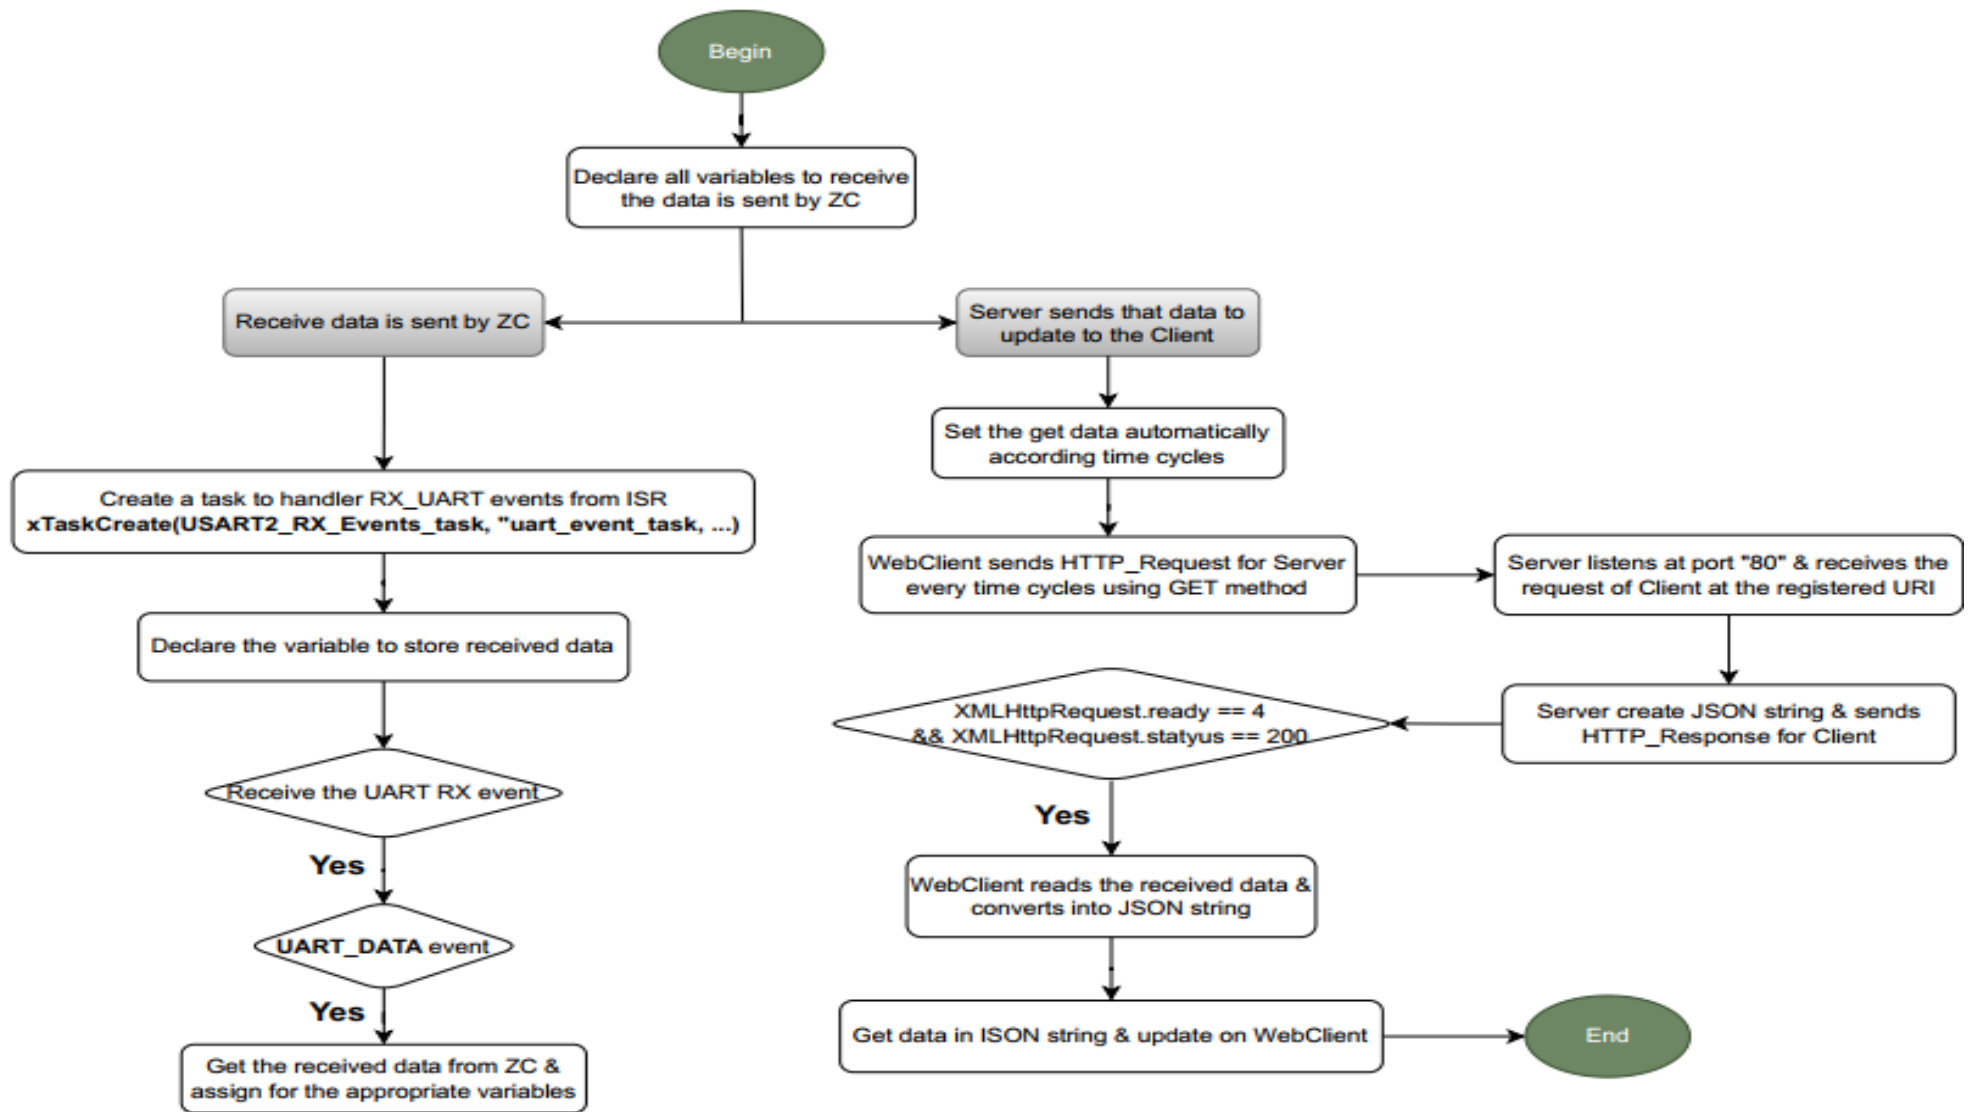 Begin
Declare all variables to receive
the data is sent by ZC
Receive data is sent by ZC
Server sends that data to
update to the Client
Set the get data automatically
according time cycles
Create a task to handler RX_UART events from ISR
xTaskCreate(USART2_RX_Events_task, "uart_event_task, ...)
WebClient sends HTTP_Request for Server
every time cycles using GET method
Server listens at port "80" & receives the
request of Client at the registered URI
Declare the variable to store received data
XMLHttpRequest.ready == 4
&& XMLHttpRequest.statyus == 200
Server create JSON string & sends
HTTP_Response for Client
Receive the UART RX event
Yes
Yes
WebClient reads the received data &
converts into JSON string
UART_DATA event
Yes
Get data in ISON string & update on WebClient
End
Get the received data from ZC &
assign for the appropriate variables